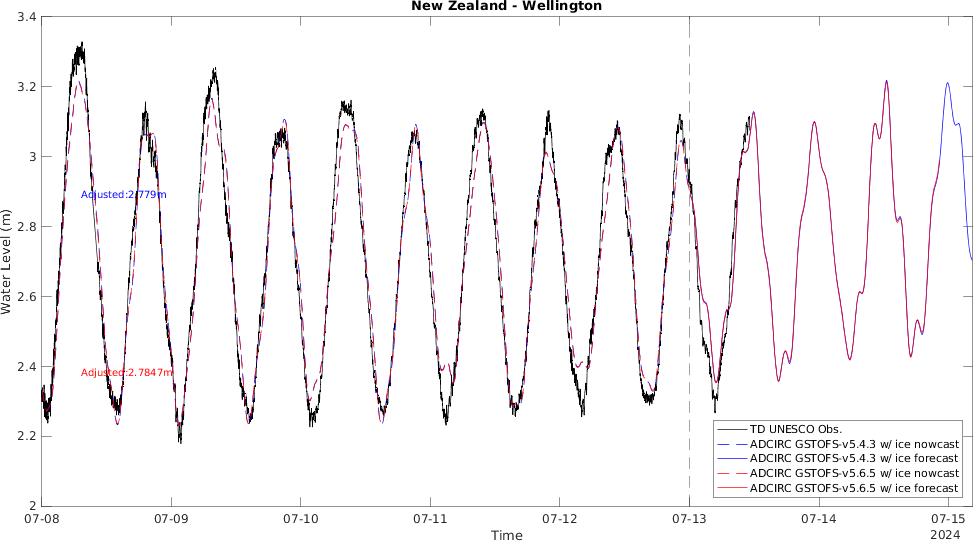 New Zealand - Wellington
3.4
3.2
3
2.8
2.6
2.4
2.2
2
Water Level (m)
Adjusted:2.779m
Adjusted:2.7847m
TD UNESCO Obs.
ADCIRC GSTOFS-v5.4.3 w/ ice nowcast
ADCIRC GSTOFS-v5.4.3 w/ ice forecast
ADCIRC GSTOFS-v5.6.5 w/ ice nowcast
ADCIRC GSTOFS-v5.6.5 w/ ice forecast
07-08 07-09 07-10 07-11 07-12 07-13 07-14 07-15
Time
2024